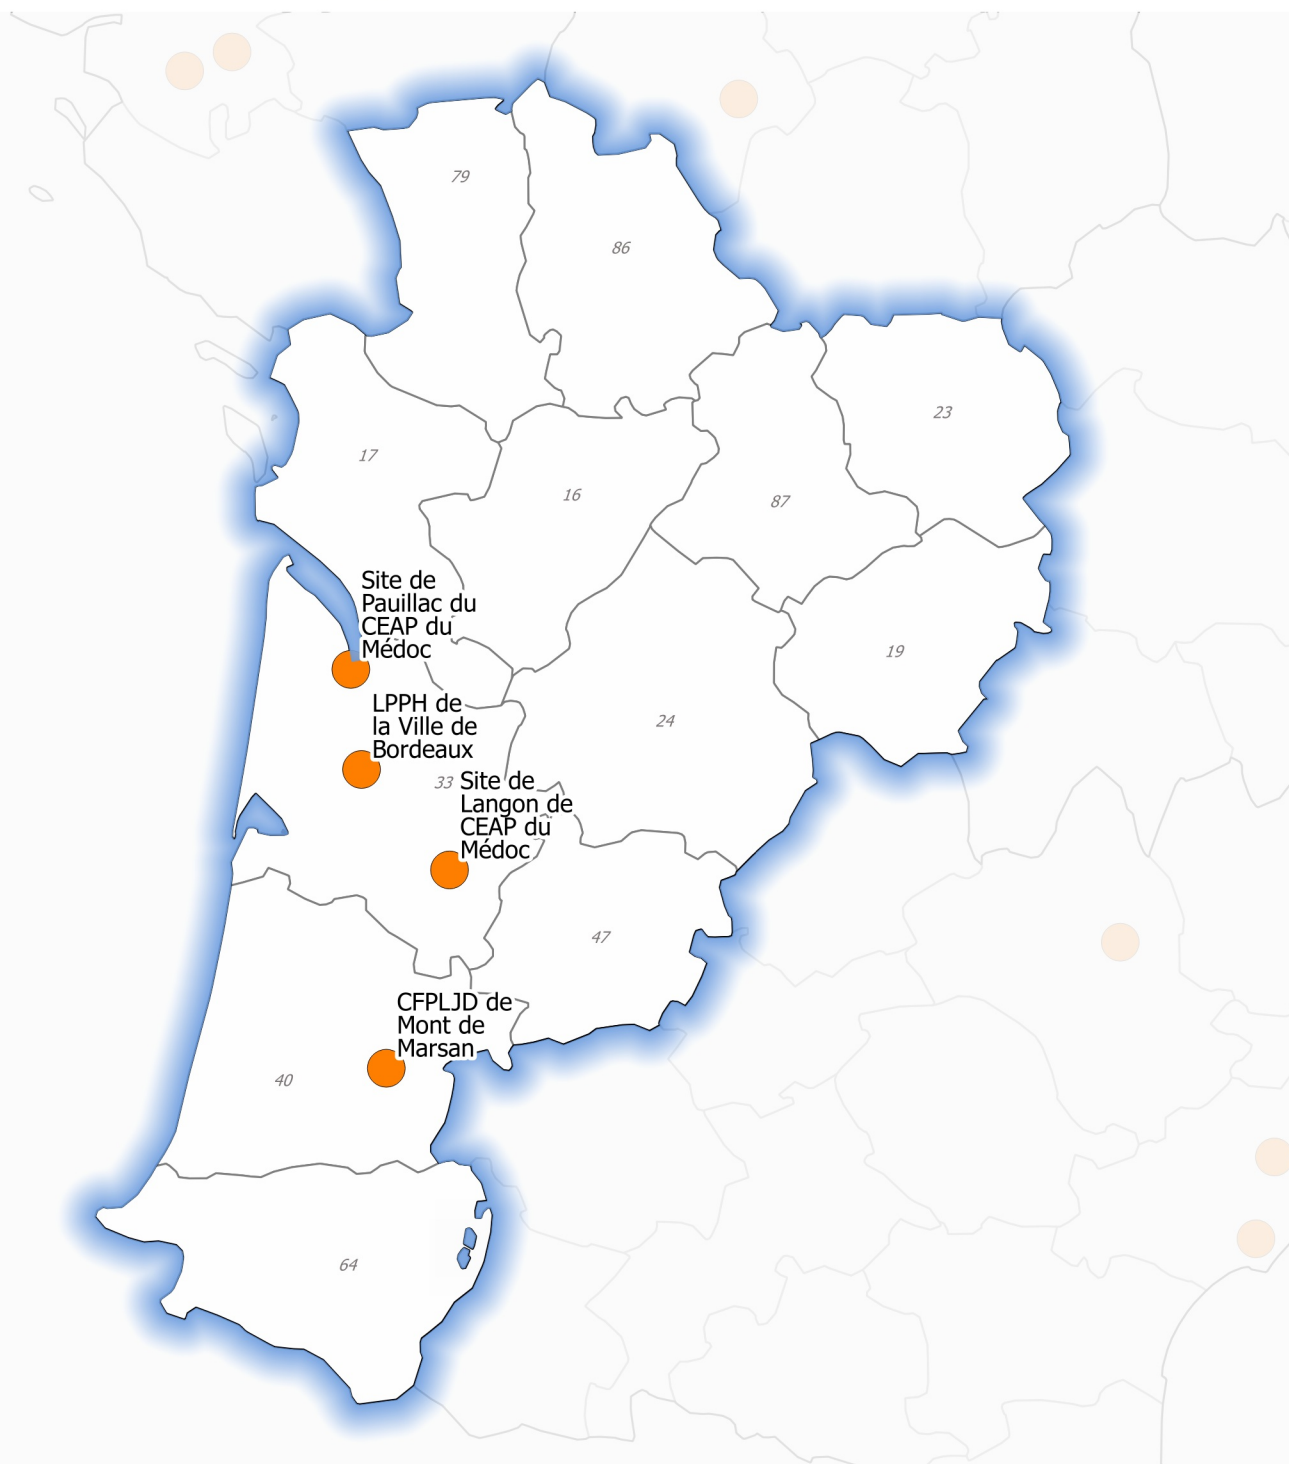 79
86
23
17
16
87
Site de
Pauillac du
CEAP du
Médoc
19
LPPH de
la Ville de
Bordeaux
24
33
Site de
Langon de
CEAP du
Médoc
47
CFPLJD de
Mont de
Marsan
40
64